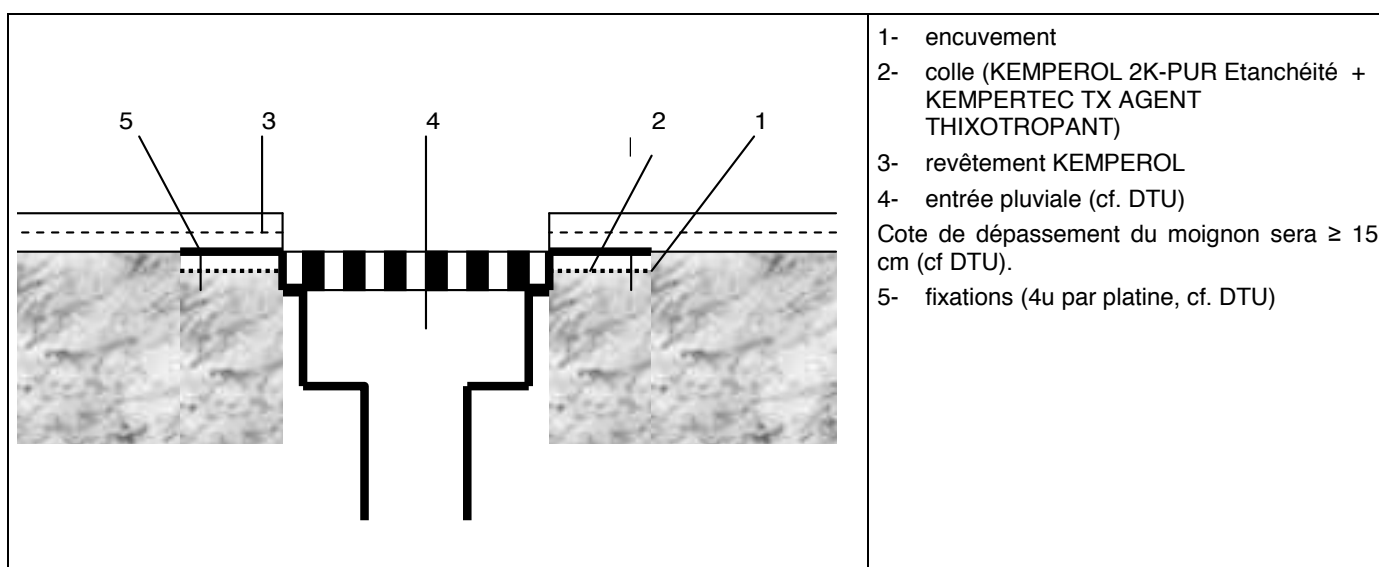 5 3 4 2 1
1- encuvement
2- colle (KEMPEROL 2K-PUR Etanchéité +
KEMPERTEC TX AGENT
THIXOTROPANT)
3- revêtement KEMPEROL
4- entrée pluviale (cf. DTU)
Cote de dépassement du moignon sera ≥ 15
cm (cf DTU).
5- fixations (4u par platine, cf. DTU)